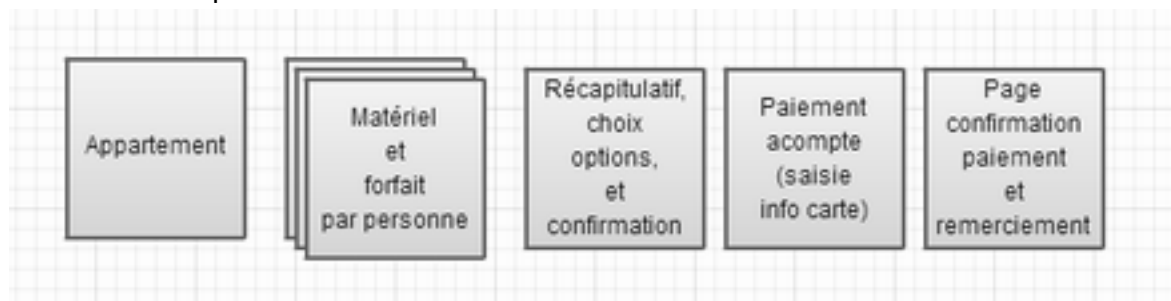 Appartement
Matériel
et
forfait
par personne
Récapitulatif,
choix
options,
et
confirmation
Paiement
acompte
(saisie
info carte)
Page
confirmation
paiement
et
remerciement